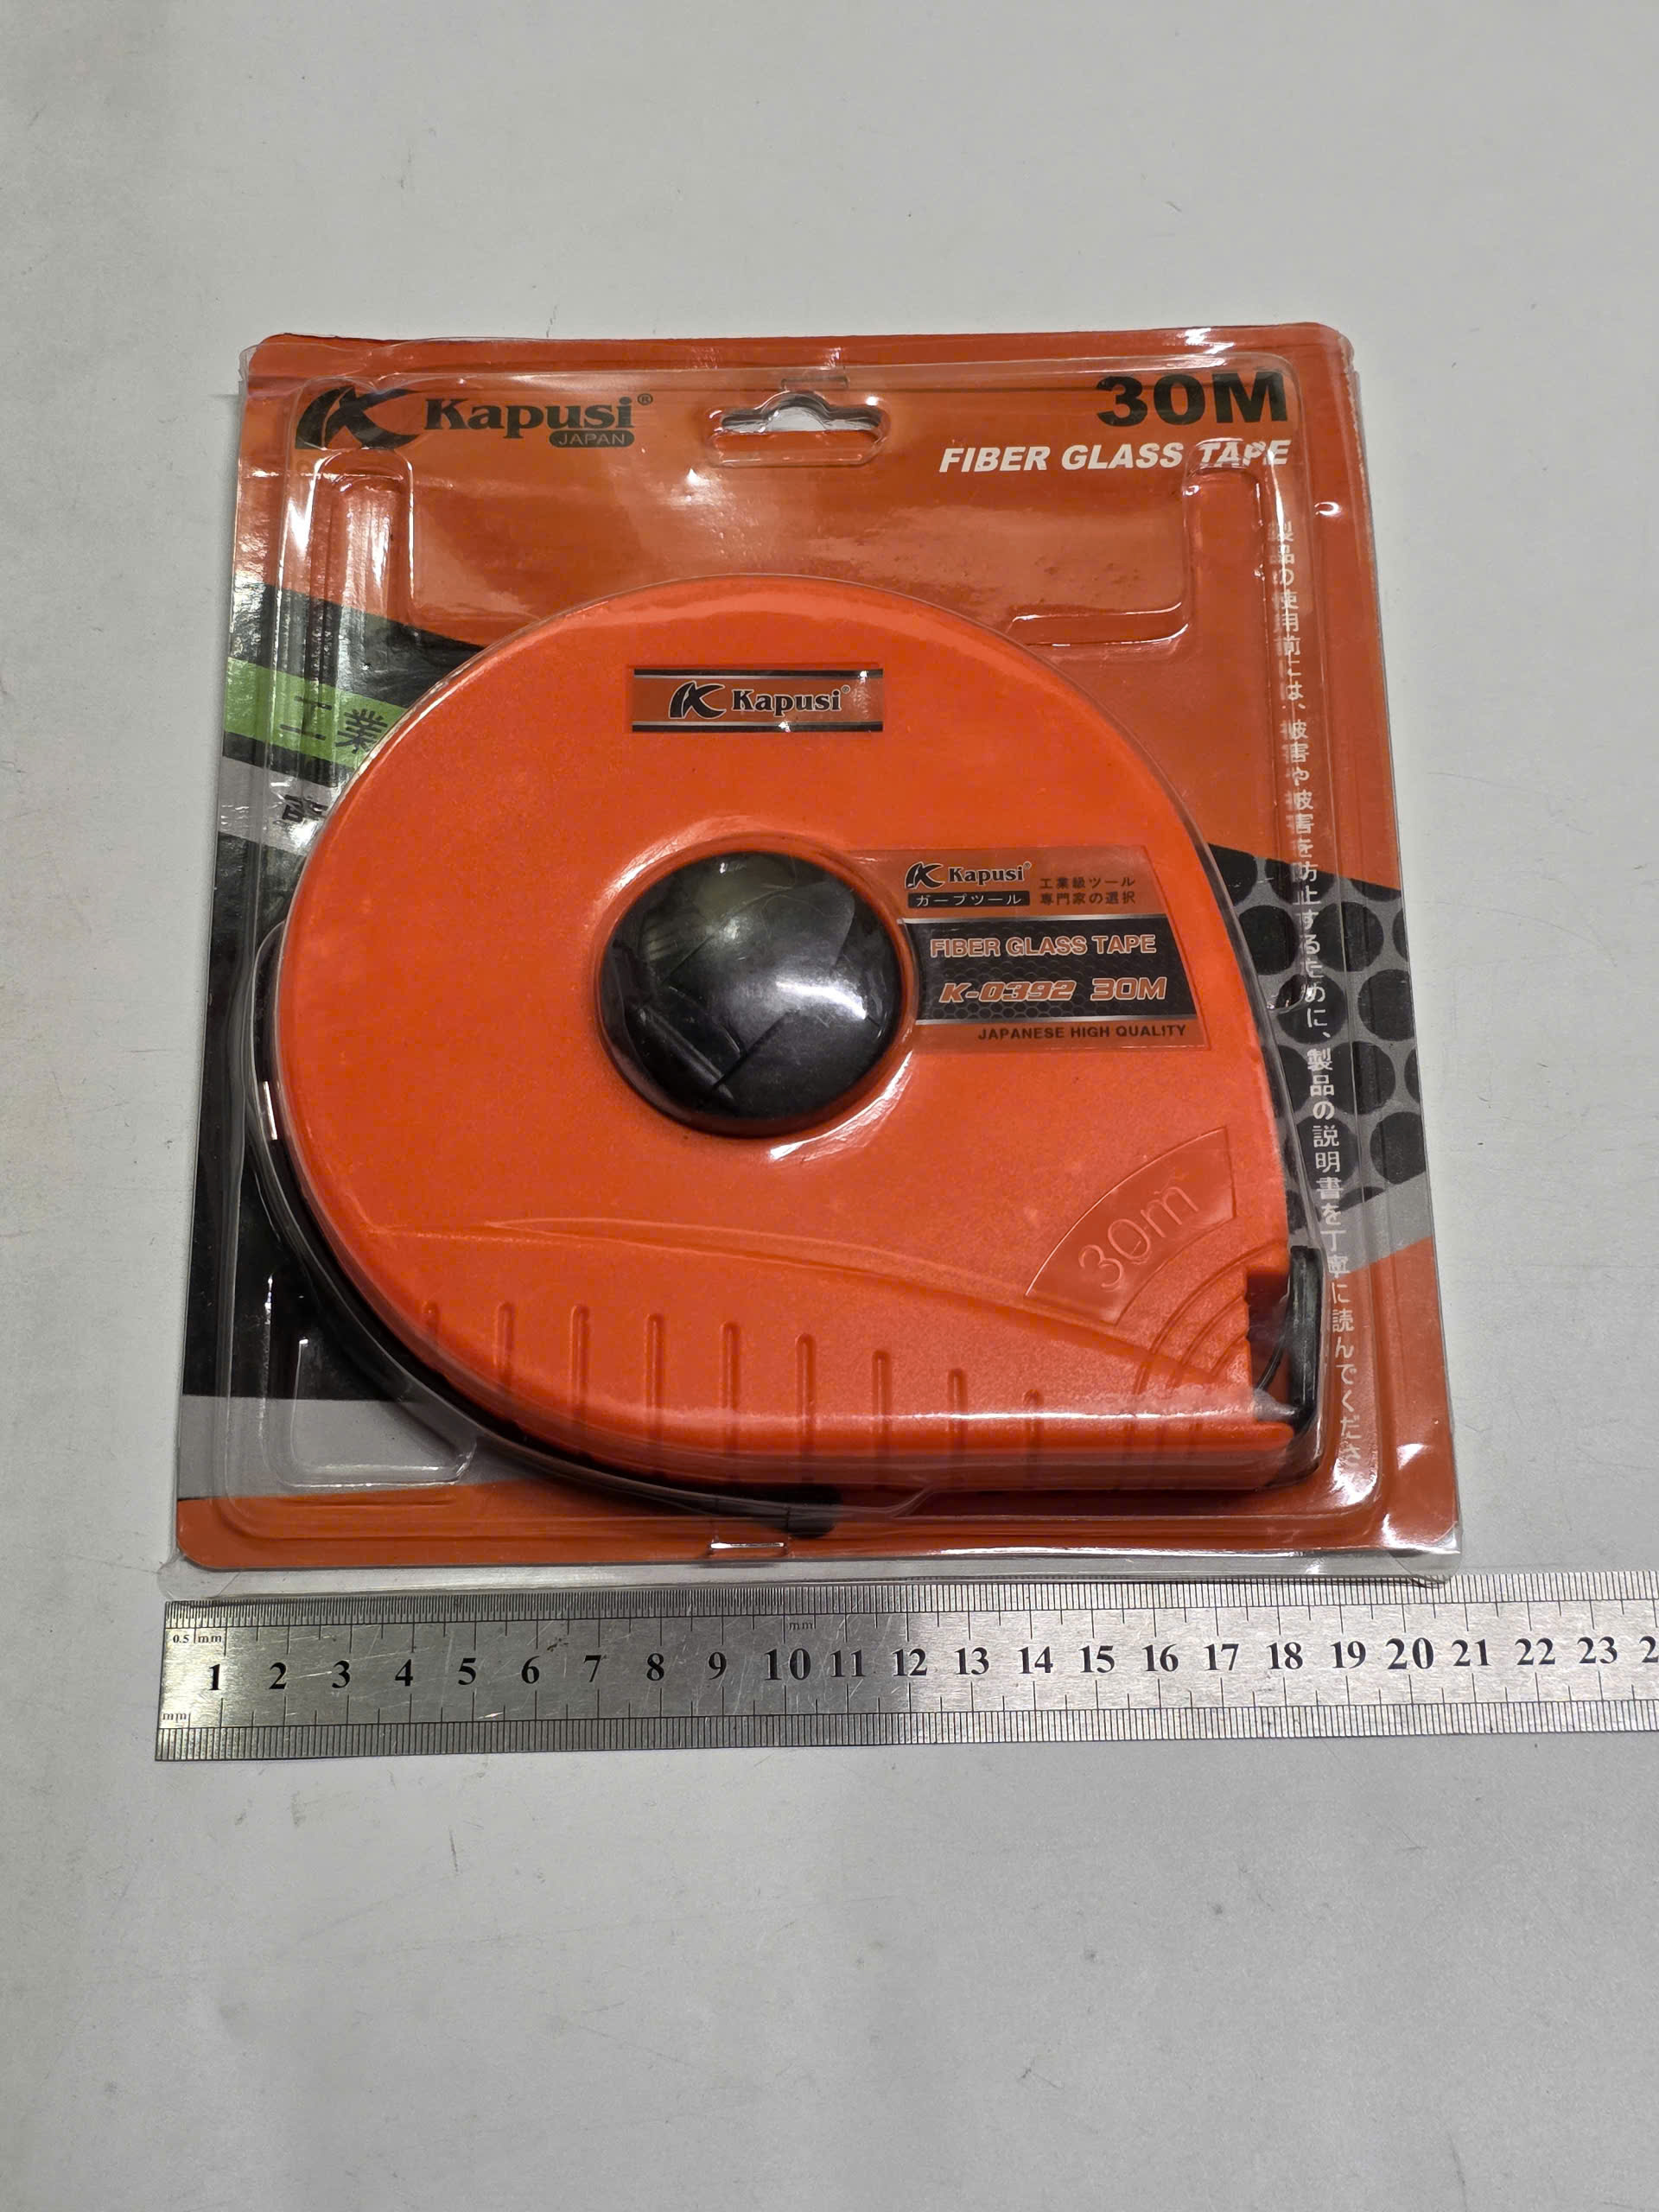 Kapusi®
JAPAN
30M
FIBER GLASS TAPE
製品の使用前には、被害や被害を防止するために、製品の説明書を丁寧に読んでくださ
工業
Kapusi®
Kapusi®
ガープツール
工業級ツール
専門家の選択
FIBER GLASS TAPE
K-0392 30M
JAPANESE HIGH QUALITY
30m
0.5 mm
mm
1 2 3 4 5 6 7 8 9 10 11 12 13 14 15 16 17 18 19 20 21 22 23 2
mm